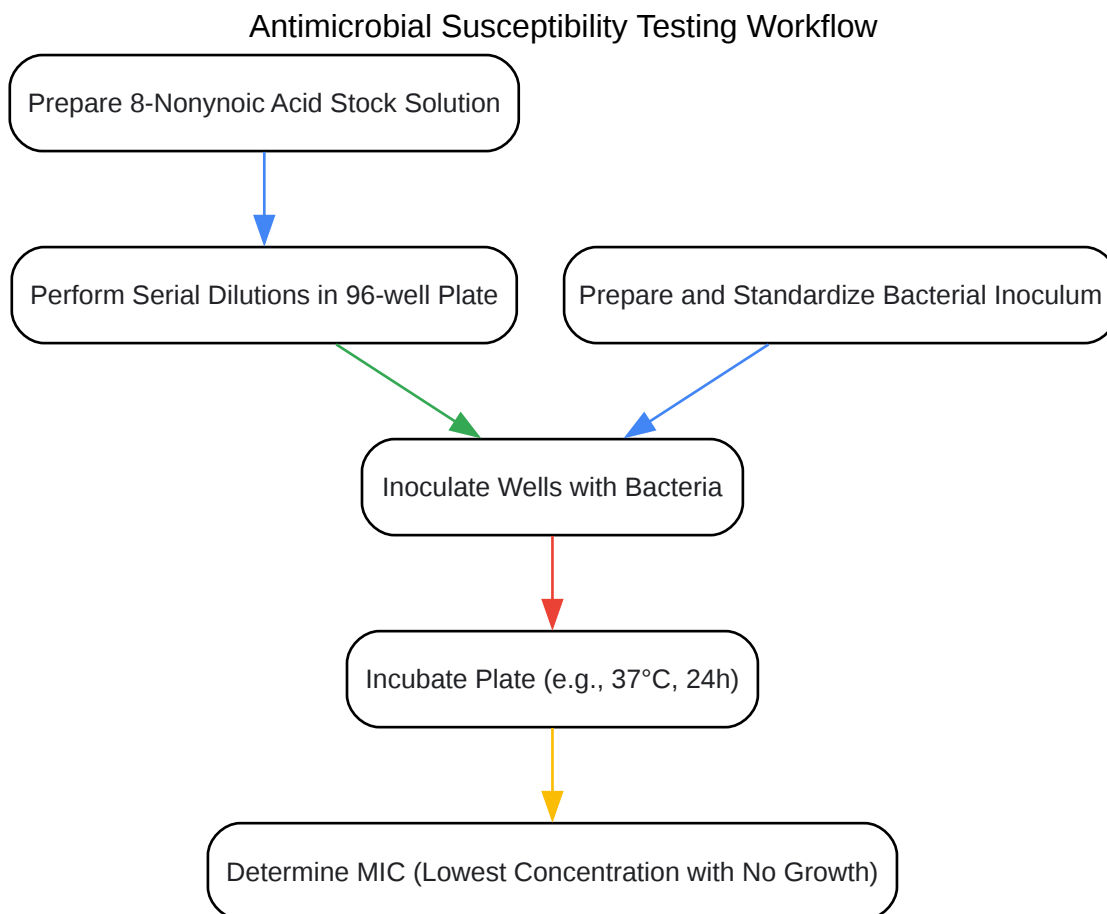 Antimicrobial Susceptibility Testing Workflow
Prepare 8-Nonynoic Acid Stock Solution
Perform Serial Dilutions in 96-well Plate
Prepare and Standardize Bacterial Inoculum
Inoculate Wells with Bacteria
Incubate Plate (e.g., 37°C, 24h)
Determine MIC (Lowest Concentration with No Growth)